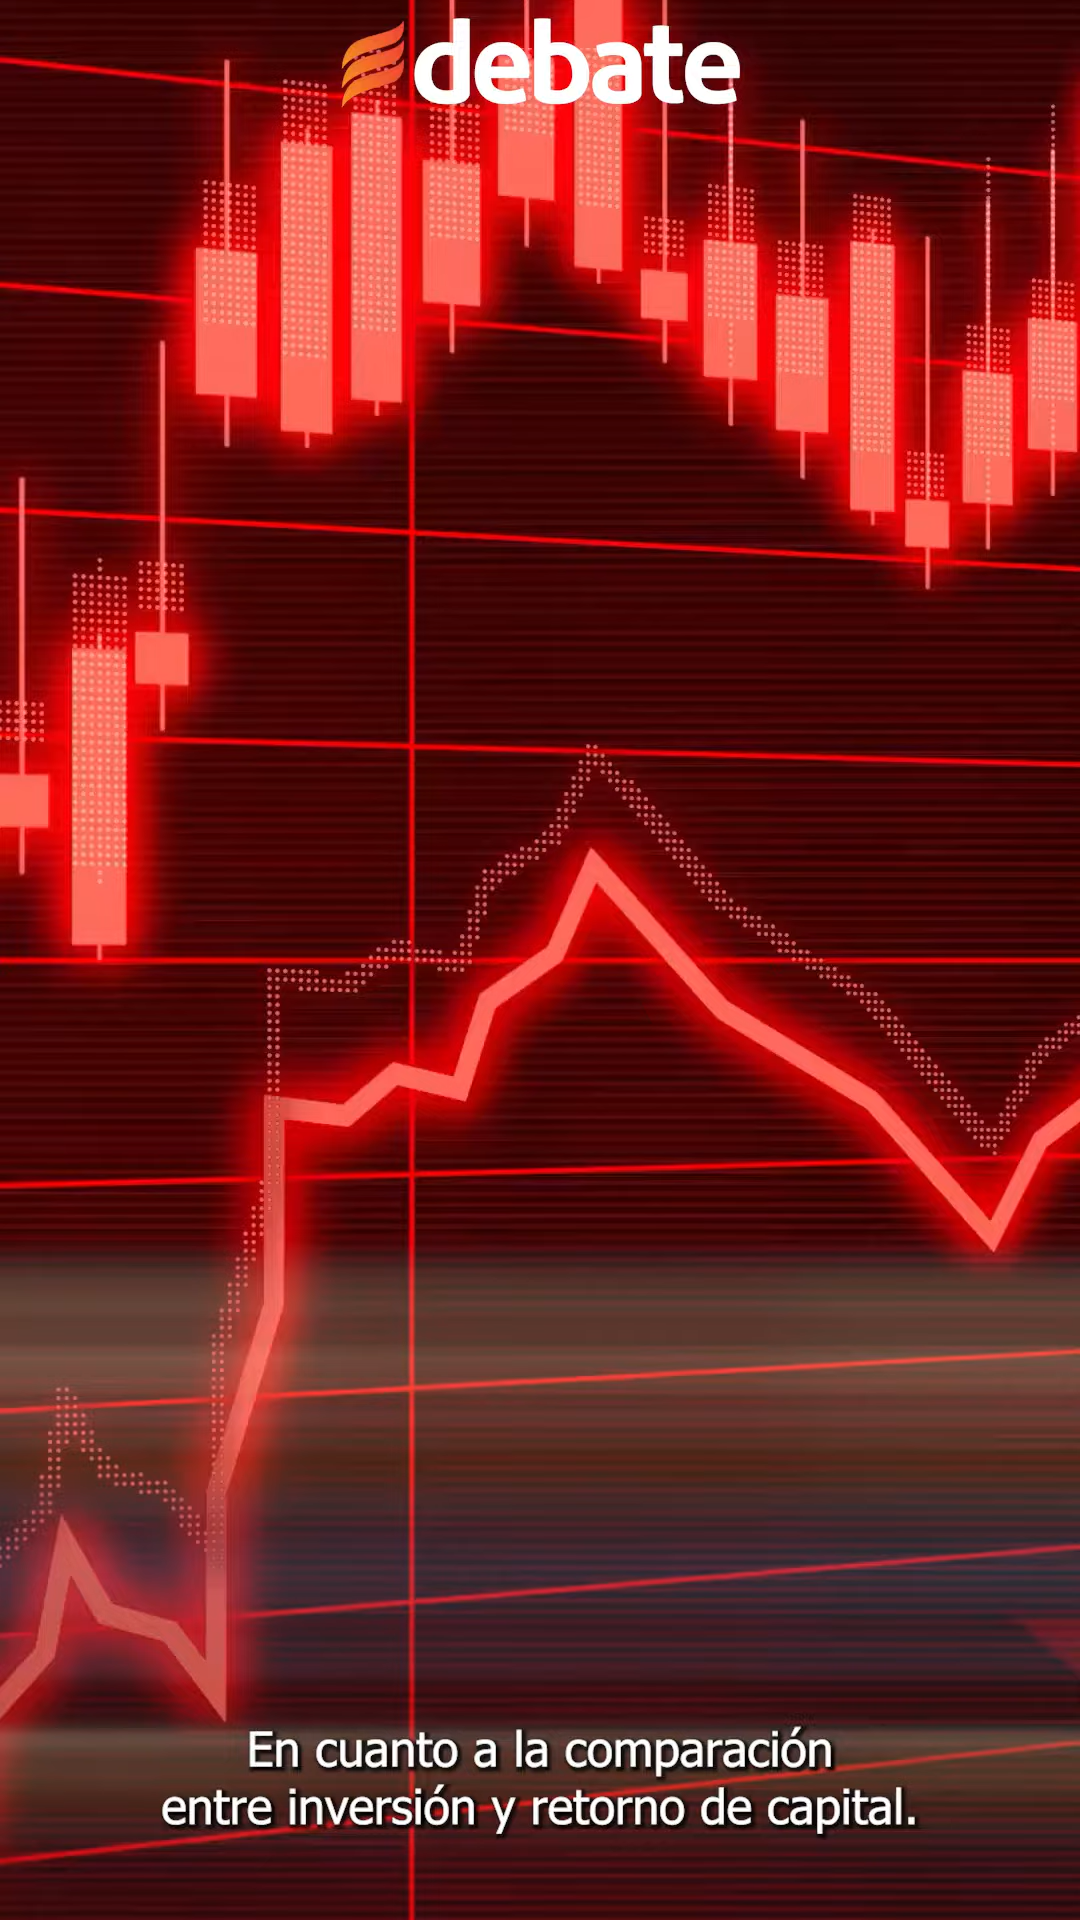 debate
En cuanto a la comparación
entre inversión y retorno de capital.